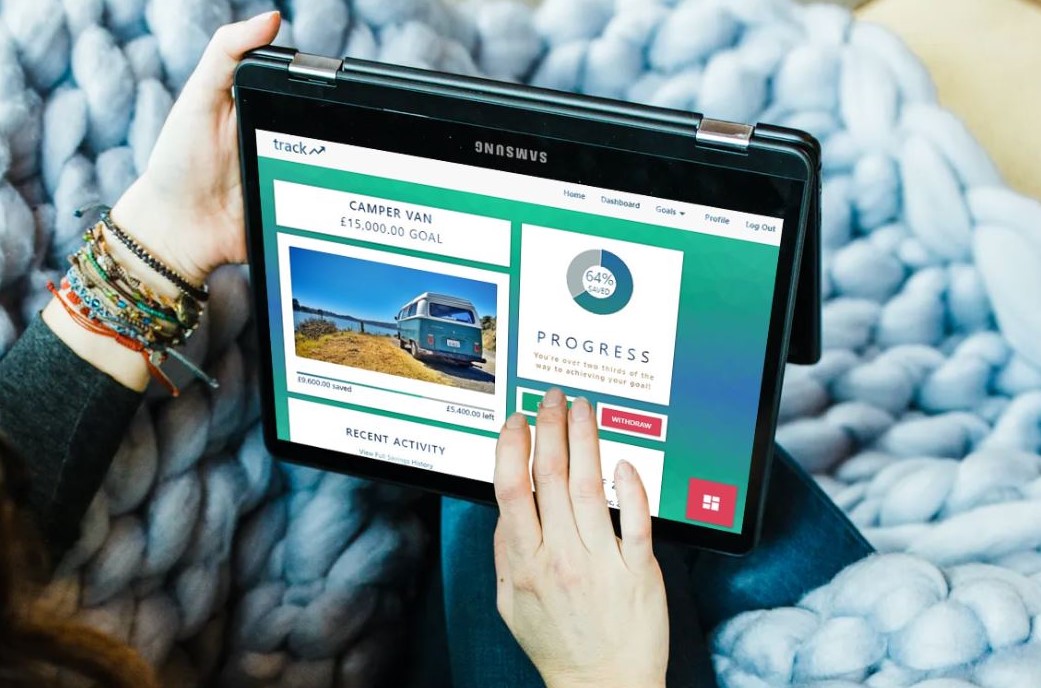 SAMSUNG
track
Home Dashboard Goals Profile Log Out
CAMPER VAN
£15,000.00 GOAL
£9,600.00 saved
£5,400.00 left
RECENT ACTIVITY
View Full Savings History
64%
SAVED
PROGRESS
You're over two thirds of the
way to achieving your goal!
WITHDRAW